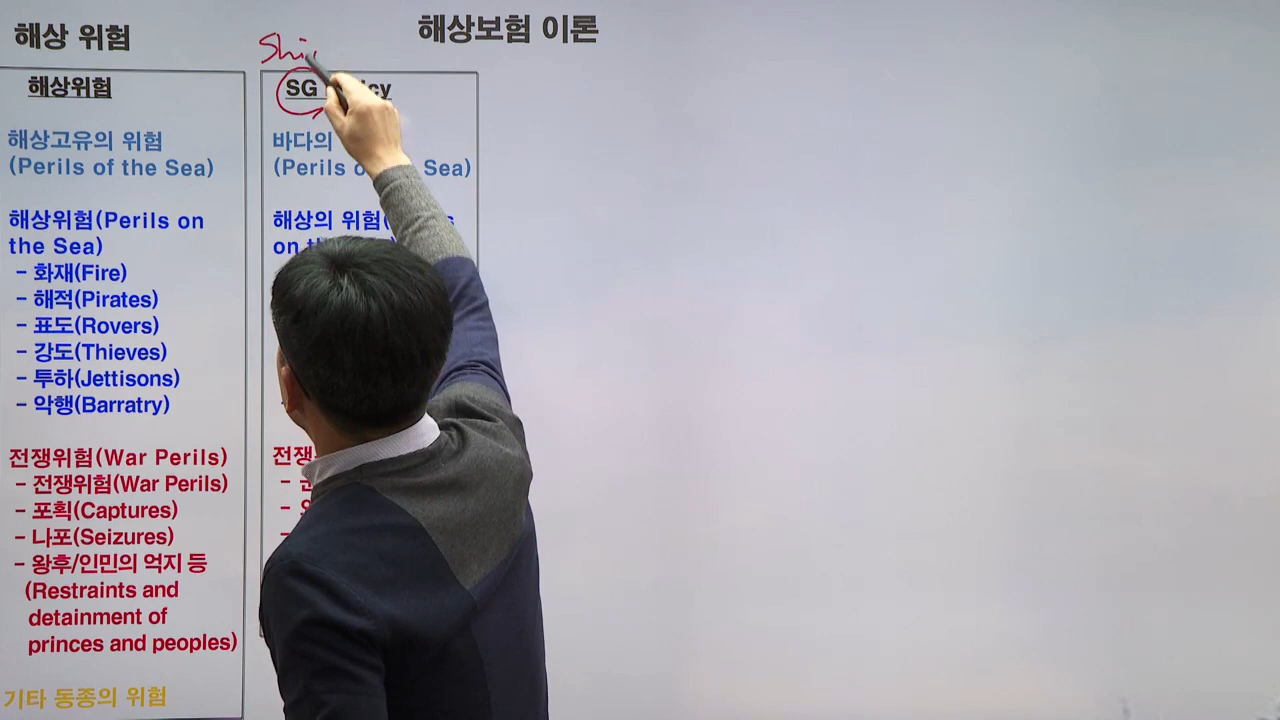 해상 위험
해상보험 이론
해상위험
해상고유의 위험
(Perils of the Sea)
해상위험(Perils on
the Sea)
- 화재(Fire)
- 해적(Pirates)
- 표도(Rovers)
- 강도(Thieves)
- 투하(Jettisons)
- 악행(Barratry)
전쟁위험(War Perils)
- 전쟁위험(War Perils)
- 포획(Captures)
- 나포(Seizures)
- 왕후/인민의 억지 등
(Restraints and
detainment of
princes and peoples)
기타 동종의 위험
SG
바다의
(Perils Sea)
해상의 위험(
on